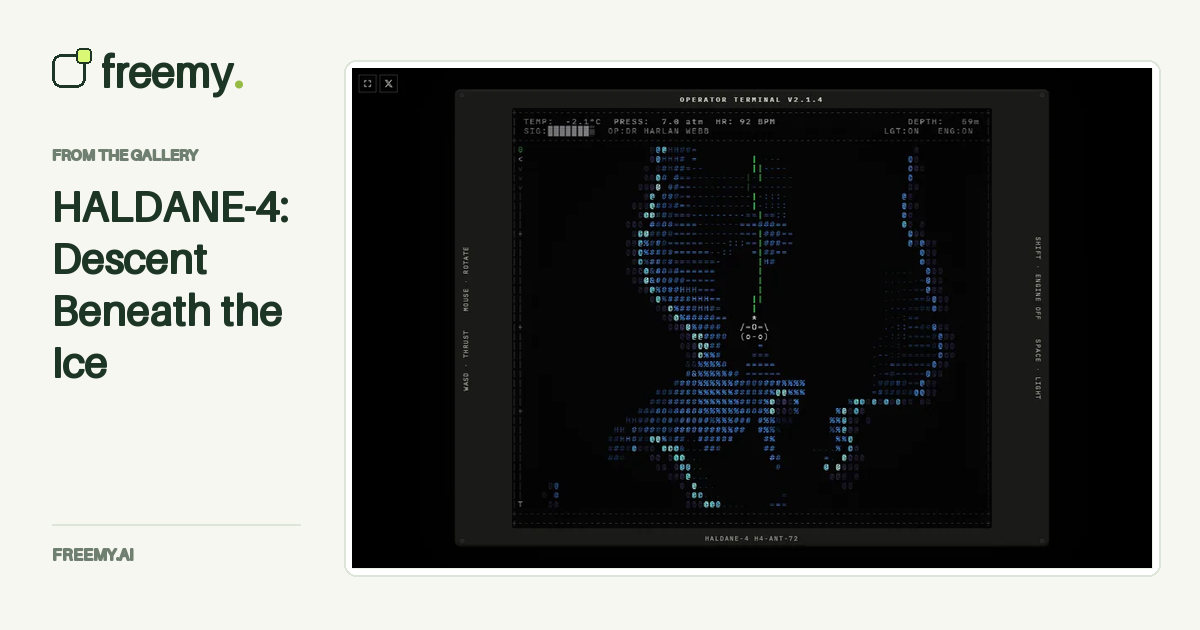 freemy.
FROM THE GALLERY
HALDANE-4:
Descent
Beneath the
Ice
FREEMY.AI
OPERATOR TERMINAL V2.1.4
TEMP: -2.1°C PRESS: 7.0 atm HR: 92 BPM DEPTH: 59m
SIG: OP:DR HARLAN WEBB LGT:ON ENG:ON
WASD · THRUST MOUSE · ROTATE
SHIFT · ENGINE OFF SPACE · LIGHT
HALDANE-4 H4-ANT-72